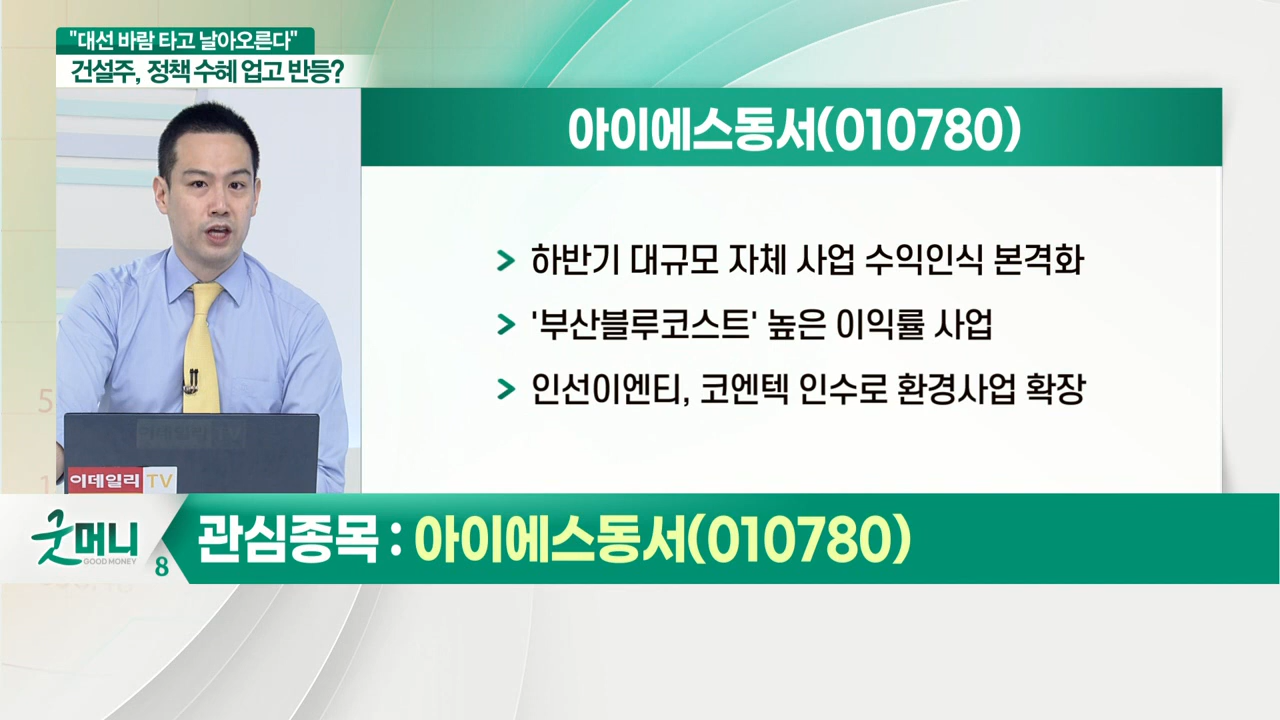 "대선 바람 타고 날아오른다"
건설주, 정책 수혜 업고 반등?
아이에스동서(010780)
> 하반기 대규모 자체 사업 수익인식 본격화
> '부산블루코스트' 높은 이익률 사업
> 인선이엔티, 코엔텍 인수로 환경사업 확장
이데일리 TV
굿머니
GOOD MONEY
8
관심종목 : 아이에스동서(010780)